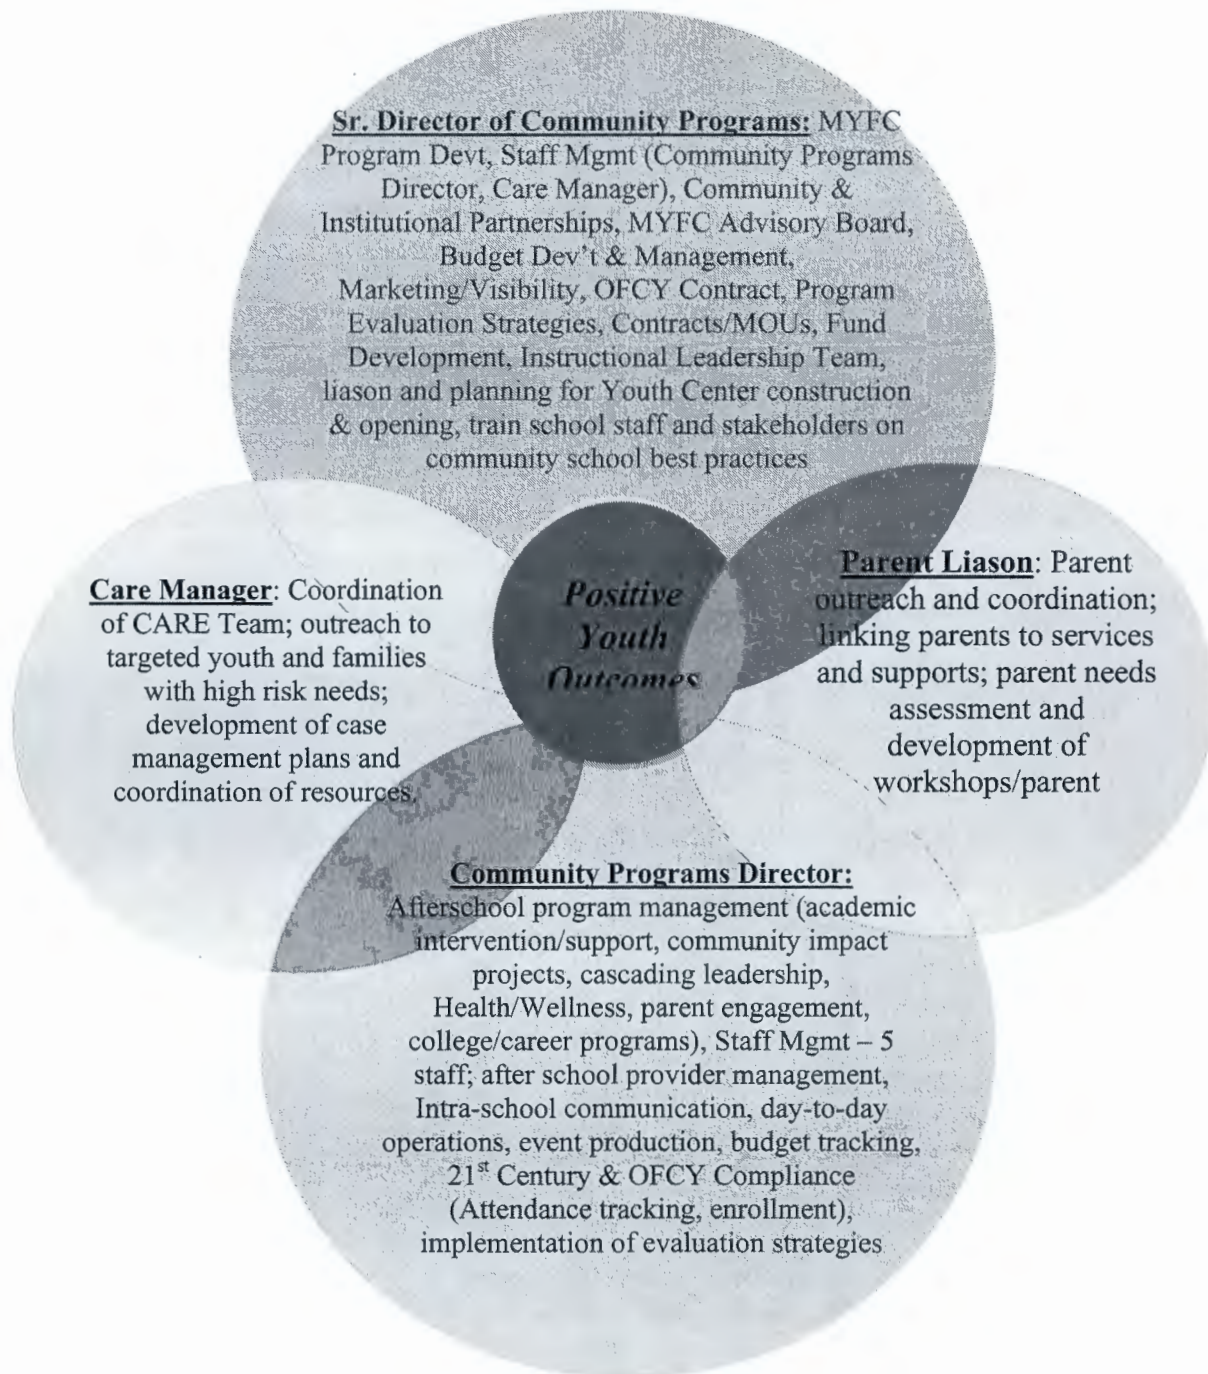 Sr. Director of Community Programs: MYFC
Program Devt, Staff Mgmt (Community Programs
Director, Care Manager), Community &
Institutional Partnerships, MYFC Advisory Board,
Budget Dev't & Management,
Marketing/Visibility, OFCY Contract, Program
Evaluation Strategies, Contracts/MOUs, Fund
Development, Instructional Leadership Team,
liason and planning for Youth Center construction
& opening, train school staff and stakeholders on
community school best practices
Care Manager: Coordination
of CARE Team; outreach to
targeted youth and families
with high risk needs;
development of case
management plans and
coordination of resources.
Positive
Youth
Outcomes
Parent Liason: Parent
outreach and coordination;
linking parents to services
and supports; parent needs
assessment and
development of
workshops/parent
Community Programs Director:
Afterschool program management (academic
intervention/support, community impact
projects, cascading leadership,
Health/Wellness, parent engagement,
college/career programs), Staff Mgmt – 5
staff; after school provider management,
Intra-school communication, day-to-day
operations, event production, budget tracking,
21st Century & OFCY Compliance
(Attendance tracking, enrollment),
implementation of evaluation strategies